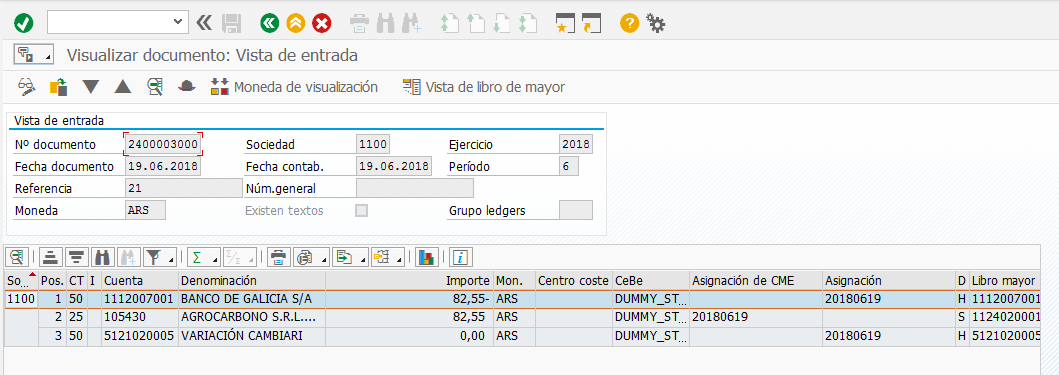 Visualizar documento: Vista de entrada
Moneda de visualización Vista de libro de mayor
Vista de entrada
Nº documento 2400003000 Sociedad 1100 Ejercicio 2018
Fecha documento 19.06.2018 Fecha contab. 19.06.2018 Período 6
Referencia 21 Núm.general
Moneda ARS Existen textos Grupo ledgers
So... Pos. CT I Cuenta Denominación Importe Mon. Centro coste CeBe Asignación de CME Asignación D Libro mayor
1100 1 50 1112007001 BANCO DE GALICIA S/A 82,55- ARS DUMMY_ST... 20180619 H 1112007001
2 25 105430 AGROCARBONO S.R.L.... 82,55 ARS DUMMY_ST... 20180619 S 1124020001
3 50 5121020005 VARIACIÓN CAMBIARI 0,00 ARS DUMMY_ST... 20180619 H 5121020005